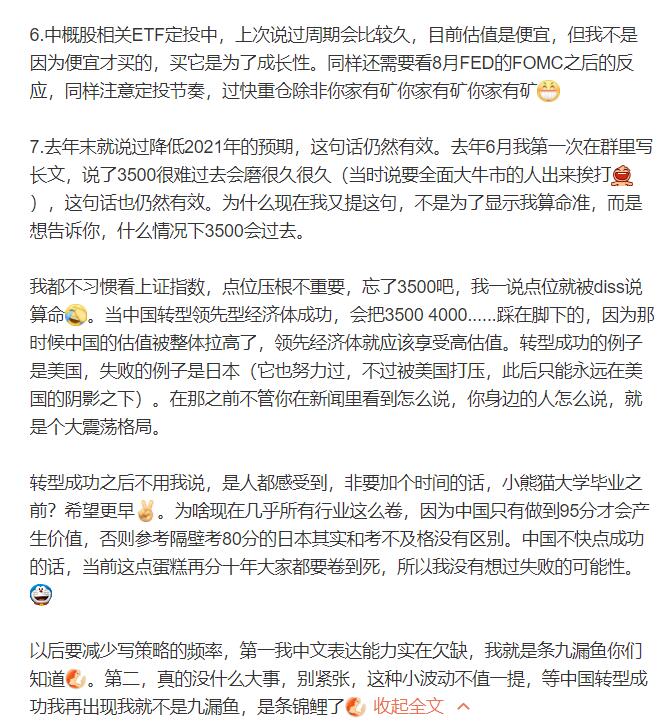 6.中概股相关ETF定投中，上次说过周期会比较久，目前估值是便宜，但我不是
因为便宜才买的，买它是为了成长性。同样还需要看8月FED的FOMC之后的反
应，同样注意定投节奏，过快重仓除非你家有矿你家有矿你家有矿😁
7.去年末就说过降低2021年的预期，这句话仍然有效。去年6月我第一次在群里写
长文，说了3500很难过去会磨很久很久（当时说要全面大牛市的人出来挨打
），这句话也仍然有效。为什么现在我又提这句，不是为了显示我算命准，而是
想告诉你，什么情况下3500会过去。
我都不习惯看上证指数，点位压根不重要，忘了3500吧，我一说点位就被diss说
算命🤣。当中国转型领先型经济体成功，会把3500 4000......踩在脚下的，因为那
时候中国的估值被整体拉高了，领先经济体就应该享受高估值。转型成功的例子
是美国，失败的例子是日本（它也努力过，不过被美国打压，此后只能永远在美
国的阴影之下）。在那之前不管你在新闻里看到怎么说，你身边的人怎么说，就
是个大震荡格局。
转型成功之后不用我说，是人都感受到，非要加个时间的话，小熊猫大学毕业之
前？希望更早✌。为啥现在几乎所有行业这么卷，因为中国只有做到95分才会产
生价值，否则参考隔壁考80分的日本其实和考不及格没有区别。中国不快点成功
的话，当前这点蛋糕再分十年大家都要卷到死，所以我没有想过失败的可能性。
以后要减少写策略的频率，第一我中文表达能力实在欠缺，我就是条九漏鱼你们
知道。第二，真的没什么大事，别紧张，这种小波动不值一提，等中国转型成
功我再出现我就不是九漏鱼，是条锦鲤了 收起全文 ∧